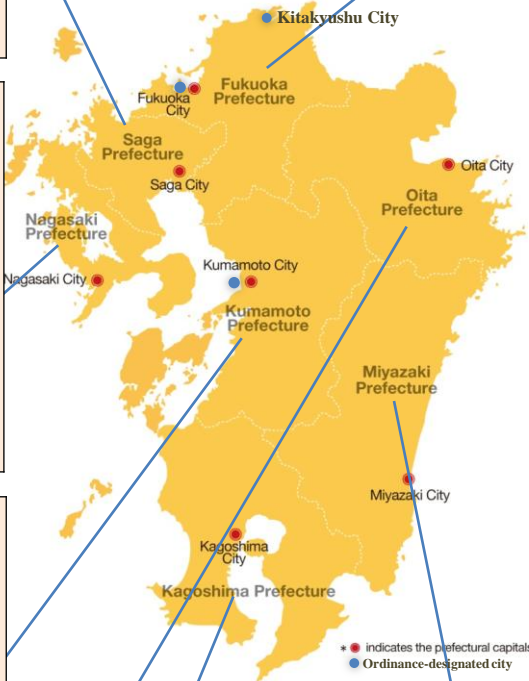 Kitakyushu City
Fukuoka
Prefecture
Fukuoka
City
Saga
Prefecture
Saga City
Oita City
Oita
Prefecture
Nagasaki
Prefecture
Nagasaki City
Kumamoto City
Kumamoto
Prefecture
Miyazaki
Prefecture
Miyazaki City
Kagoshima
City
Kagoshima Prefecture
* indicates the prefectural capitals
Ordinance-designated city